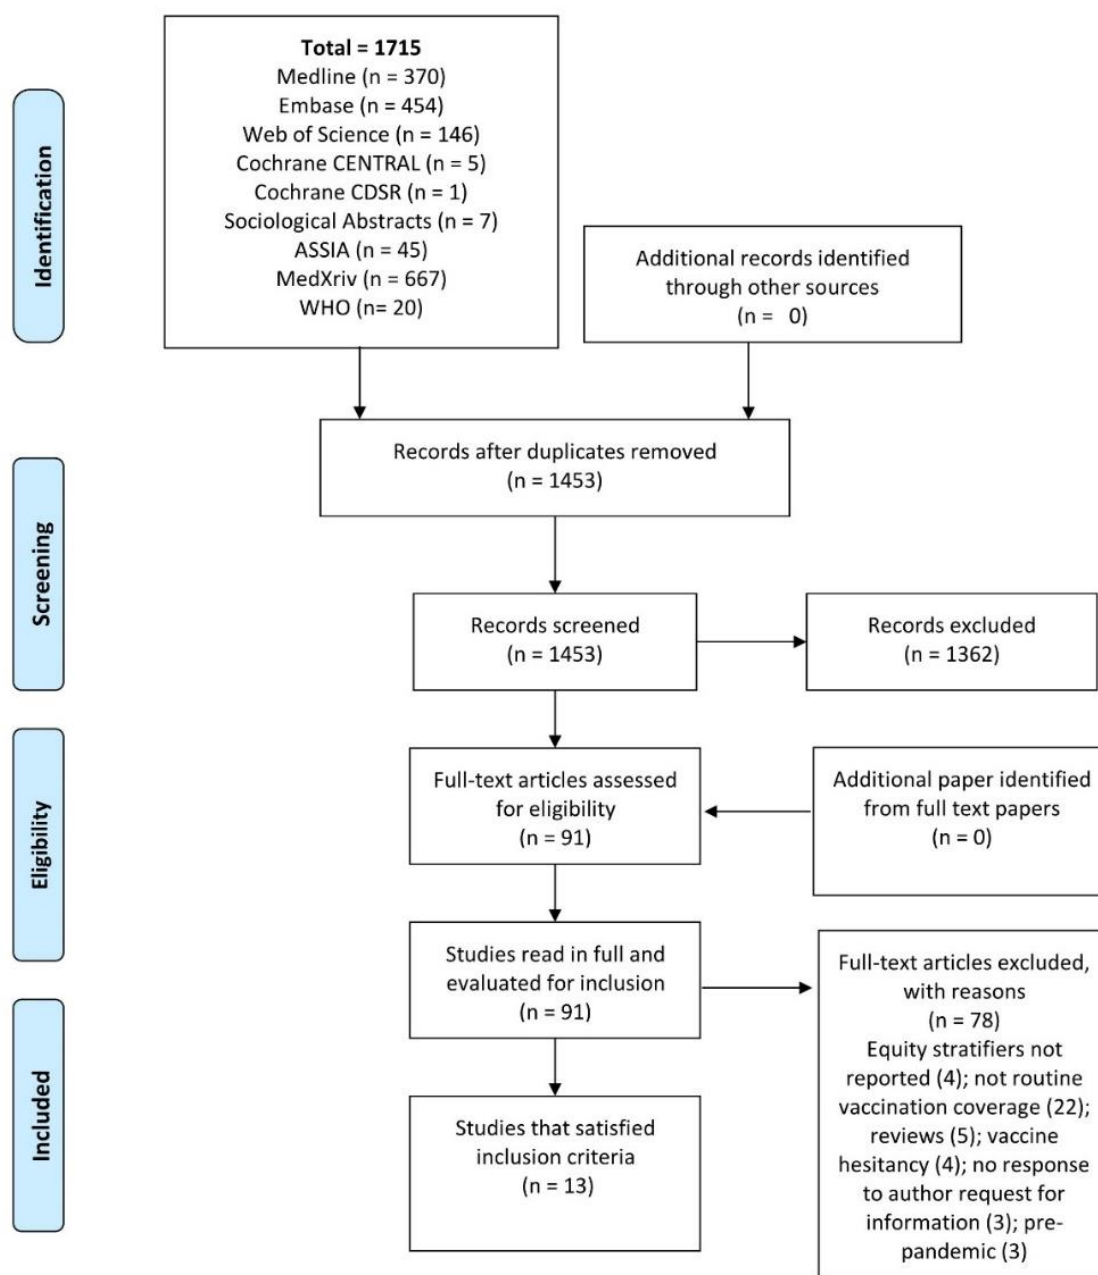 Identification
Total = 1715
Medline (n = 370)
Embase (n = 454)
Web of Science (n = 146)
Cochrane CENTRAL (n = 5)
Cochrane CDSR (n = 1)
Sociological Abstracts (n = 7)
ASSIA (n = 45)
MedXriv (n = 667)
WHO (n= 20)
Additional records identified
through other sources
(n =   0)
Records after duplicates removed
(n = 1453)
Screening
Records screened
(n = 1453)
Records excluded
(n = 1362)
Eligibility
Full-text articles assessed
for eligibility
(n = 91)
Additional paper identified
from full text papers
(n = 0)
Studies read in full and
evaluated for inclusion
(n = 91)
Full-text articles excluded,
with reasons
(n = 78)
Equity stratifiers not
reported (4); not routine
vaccination coverage (22);
reviews (5); vaccine
hesitancy (4); no response
to author request for
information (3); pre-
pandemic (3)
Included
Studies that satisfied
inclusion criteria
(n = 13)